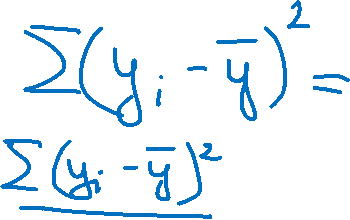 Σ(yᵢ - ȳ)² =
Σ(yᵢ - ȳ)²